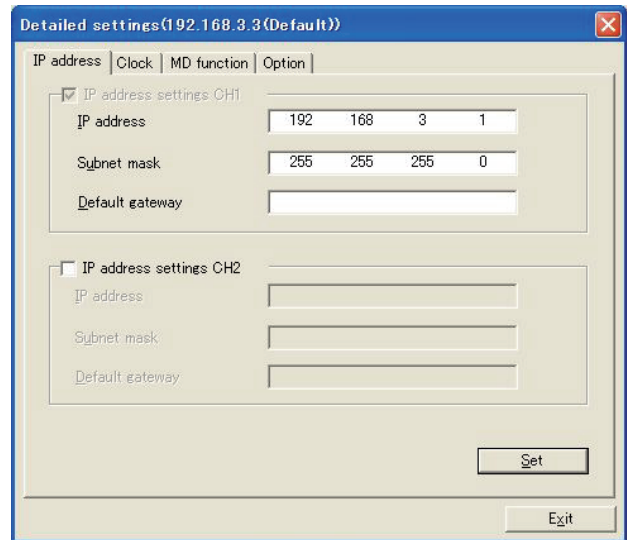 Detailed settings(192.168.3.3(Default))
IP address Clock MD function Option
IP address settings CH1
IP address 192 168 3 1
Subnet mask 255 255 255 0
Default gateway
IP address settings CH2
IP address
Subnet mask
Default gateway
Set
Exit